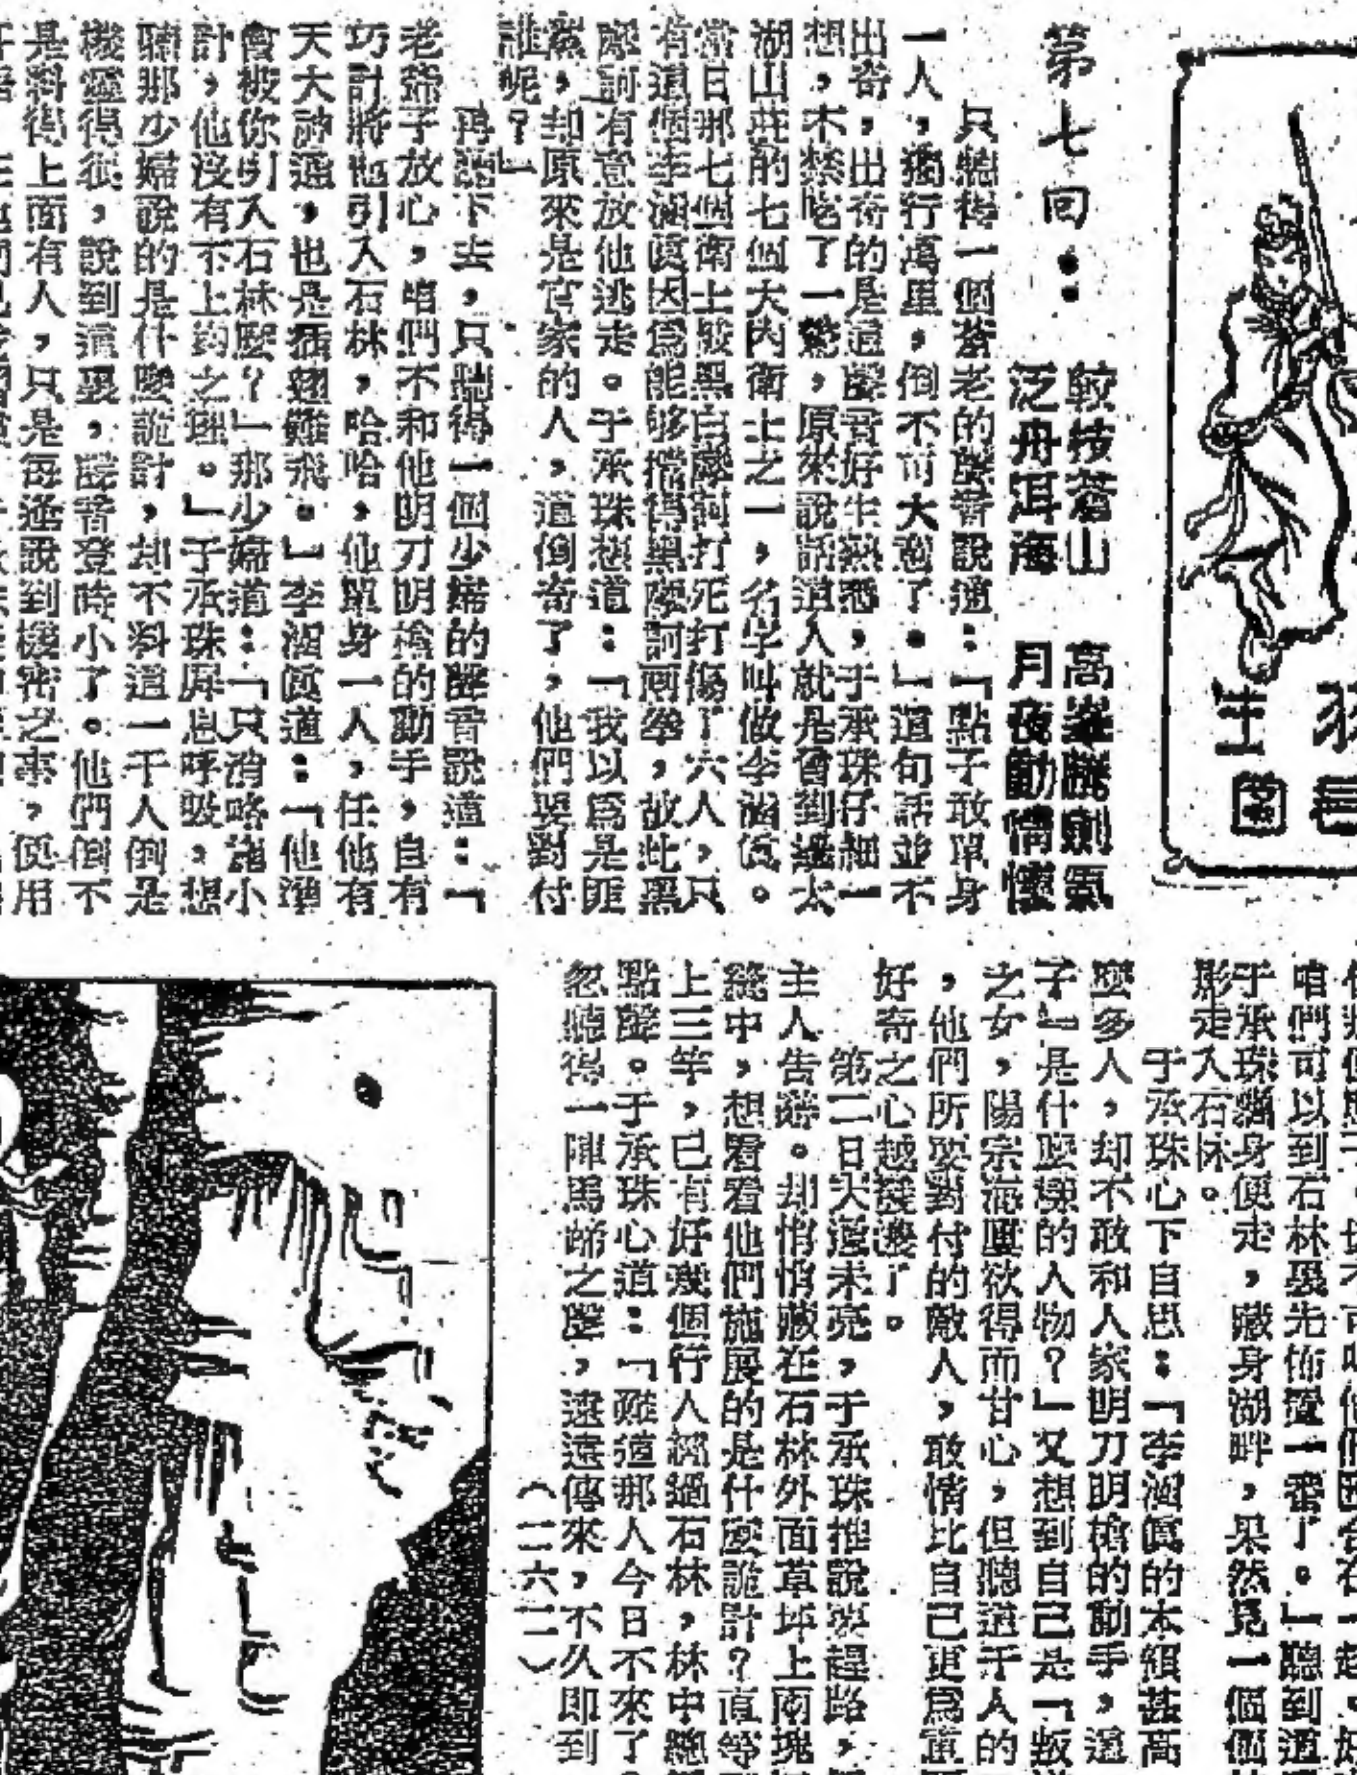 生
第七回：
較技蒼山　高峯騰劍氣
泛舟洱海　月夜動情懷
只聽得一個蒼老的聲音說道：「點子敢單身
一人，獨行萬里，倒不可大意了。」這句話並不
出奇，出奇的是這聲音好生熟悉，于承珠仔細一
想，不禁吃了一驚，原來說話這人就是曾到過太
湖山莊的七個大內衛士之一，名字叫做李涵眞。
當日那七個衛士被黑白摩訶打死打傷了六人，只
有這個李涵眞因爲能夠擋得黑摩訶兩拳，故此黑
摩訶有意放他逃走。于承珠想道：「我以爲是匪
黨，却原來是官家的人，這倒奇了，他們要對付
誰呢？」
再聽下去，只聽得一個少婦的聲音說道：「
老爺子放心，咱們不和他明刀明槍的動手，自有
巧計將他引入石林，哈哈，他單身一人，任他有
天大神通，也是插翅難飛。」李涵眞道：「他準
會被你引入石林麼？」那少婦道：「只消略施小
計，他沒有不上鈎之理。」于承珠屏息呼吸，想
聽那少婦說的是什麼詭計，却不料這一干人倒是
機靈得很，說到這裏，聲音登時小了。他們倒不
是料得上面有人，只是每逢說到機密之事，便用
咱們可以到石林裏先佈置一番了。」聽到這
于承珠翻身便走，藏身湖畔，果然見一個個
影走入石林。
于承珠心下自思：「李涵眞的本領甚高
麼多人，却不敢和人家明刀明槍的動手，這
子』是什麼樣的人物？」又想到自己是「叛
之女，陽宗海厘欲得而甘心，但聽這干人的
，他們所要對付的敵人，敢情比自己更爲重
好奇之心越發濃了。
第二日天還未亮，于承珠推說要趕路，
主人告辭。却悄悄藏在石林外面草坪上兩塊
縫中，想看看他們施展的是什麼詭計？直等
上三竿，已有好幾個行人經過石林，林中總
點聲。于承珠心道：「難道那人今日不來了
忽聽得一陣馬蹄之聲，遠遠傳來，不久即到
（二六二）